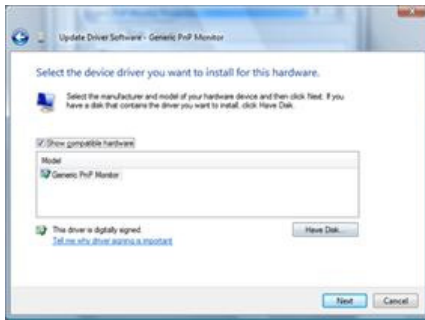 Update Driver Software - Generic PnP Monitor
Select the device driver you want to install for this hardware.
Select the manufacturer and model of your hardware device and then click Next. If you
have a disk that contains the driver you want to install, click Have Disk.
Show compatible hardware
Model
Generic PnP Monitor
This driver is digitally signed.
Tell me why driver signing is important
Have Disk...
Next
Cancel